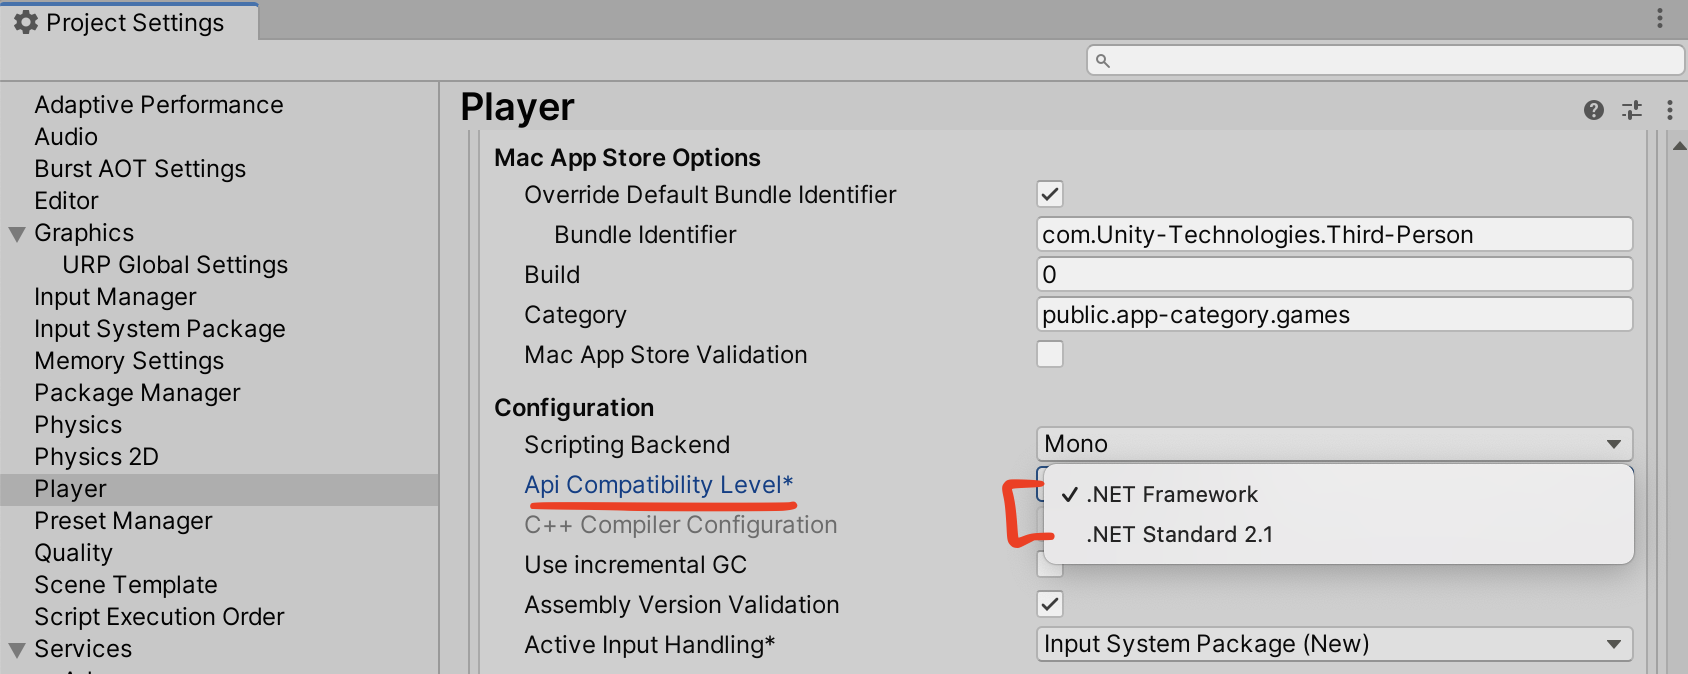 Project Settings
Adaptive Performance
Audio
Burst AOT Settings
Editor
Graphics
URP Global Settings
Input Manager
Input System Package
Memory Settings
Package Manager
Physics
Physics 2D
Player
Preset Manager
Quality
Scene Template
Script Execution Order
Services
Player
Mac App Store Options
Override Default Bundle Identifier
Bundle Identifier com.Unity-Technologies.Third-Person
Build 0
Category public.app-category.games
Mac App Store Validation
Configuration
Scripting Backend Mono
Api Compatibility Level*
.NET Framework
.NET Standard 2.1
C++ Compiler Configuration
Use incremental GC
Assembly Version Validation
Active Input Handling* Input System Package (New)